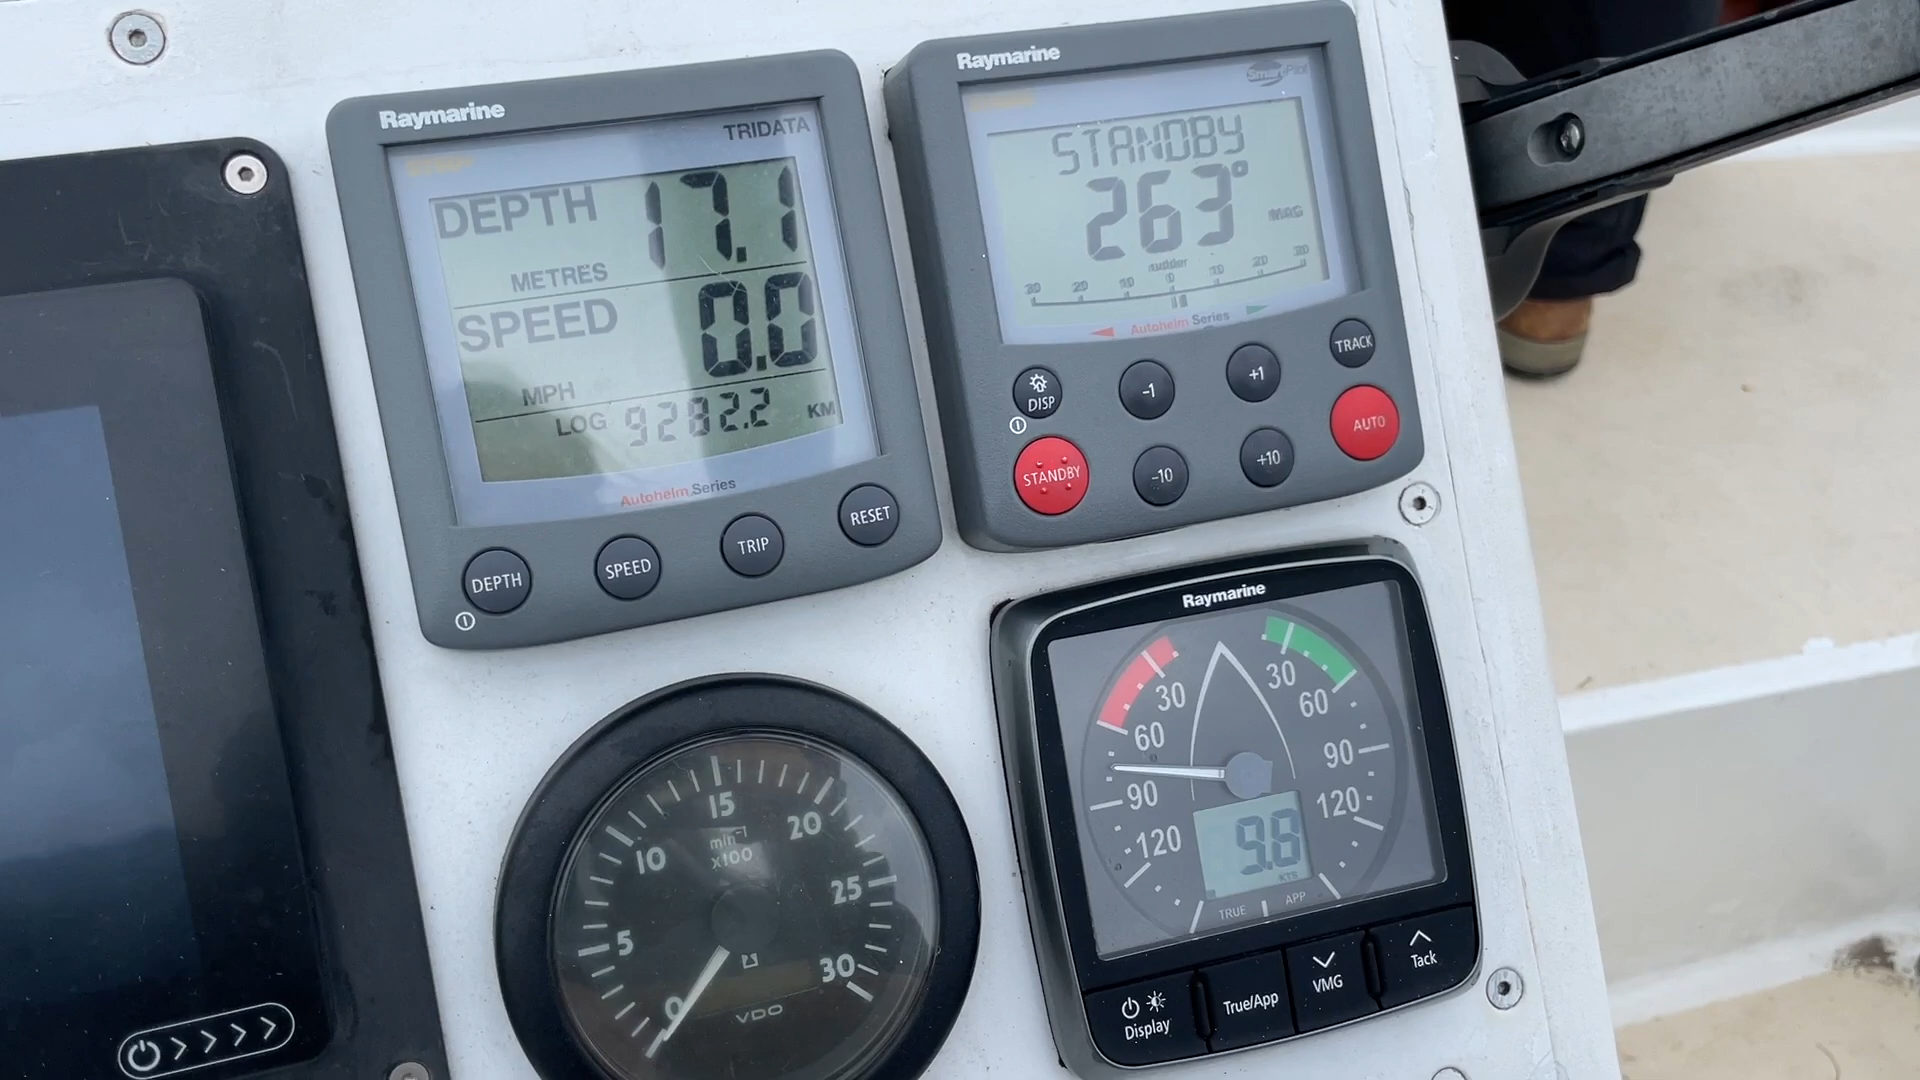 Raymarine
TRIDATA
DEPTH 17.1
METRES
SPEED 0.0
MPH
LOG 9282.2 KM
Autohelm Series
DEPTH SPEED TRIP RESET
Raymarine
SmartPilot
STANDBY
263°
MAG
rudder
30 20 10 0 10 20 30
Autohelm Series
DISP -1 +1 TRACK
STANDBY -10 +10 AUTO
Raymarine
30 30
60 60
90 90
120 120
9.8
KTS
TRUE APP
Display True/App VMG Tack
15
10 20
min⁻¹
x100
5 25
0 30
VDO